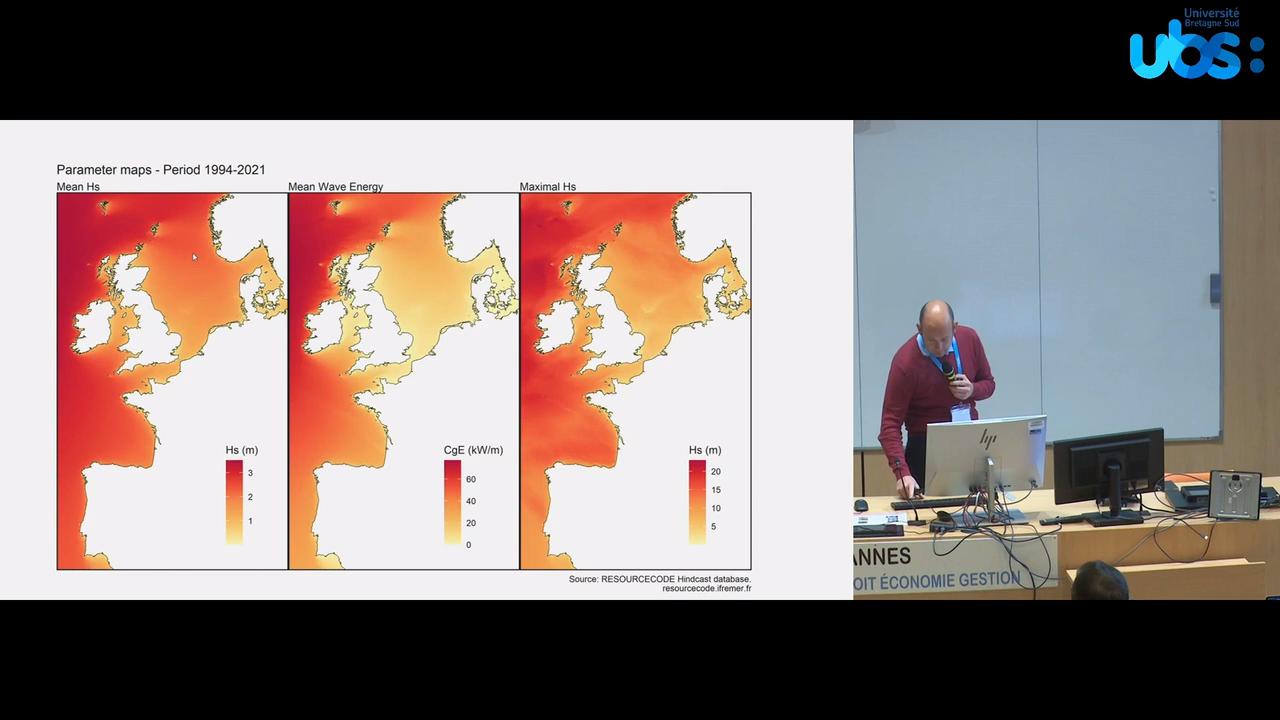 Université
Bretagne Sud
ubs:
Parameter maps - Period 1994-2021
Mean Hs
Mean Wave Energy
Maximal Hs
Hs (m)
3
2
1
CgE (kW/m)
60
40
20
0
Hs (m)
20
15
10
5
Source: RESOURCECODE Hindcast database.
resourcecode.ifremer.fr
hp
ANNES
OIT ÉCONOMIE GESTION